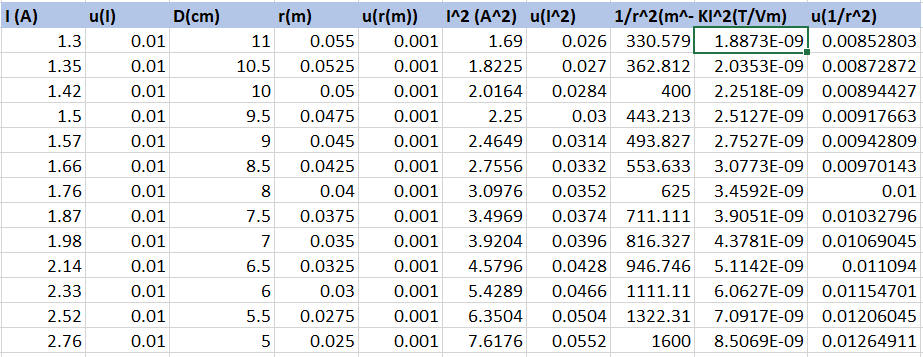 I (A) u(I) D(cm) r(m) u(r(m)) I^2 (A^2) u(I^2) 1/r^2(m^- KI^2(T/Vm) u(1/r^2)
1.3 0.01 11 0.055 0.001 1.69 0.026 330.579 1.8873E-09 0.00852803
1.35 0.01 10.5 0.0525 0.001 1.8225 0.027 362.812 2.0353E-09 0.00872872
1.42 0.01 10 0.05 0.001 2.0164 0.0284 400 2.2518E-09 0.00894427
1.5 0.01 9.5 0.0475 0.001 2.25 0.03 443.213 2.5127E-09 0.00917663
1.57 0.01 9 0.045 0.001 2.4649 0.0314 493.827 2.7527E-09 0.00942809
1.66 0.01 8.5 0.0425 0.001 2.7556 0.0332 553.633 3.0773E-09 0.00970143
1.76 0.01 8 0.04 0.001 3.0976 0.0352 625 3.4592E-09 0.01
1.87 0.01 7.5 0.0375 0.001 3.4969 0.0374 711.111 3.9051E-09 0.01032796
1.98 0.01 7 0.035 0.001 3.9204 0.0396 816.327 4.3781E-09 0.01069045
2.14 0.01 6.5 0.0325 0.001 4.5796 0.0428 946.746 5.1142E-09 0.011094
2.33 0.01 6 0.03 0.001 5.4289 0.0466 1111.11 6.0627E-09 0.01154701
2.52 0.01 5.5 0.0275 0.001 6.3504 0.0504 1322.31 7.0917E-09 0.01206045
2.76 0.01 5 0.025 0.001 7.6176 0.0552 1600 8.5069E-09 0.01264911